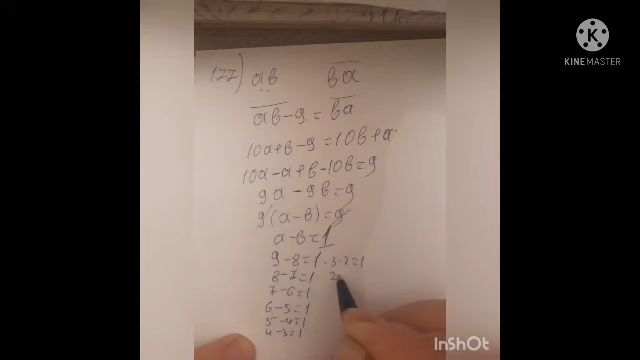 177) ab ba
ab - 9 = ba
10a + b - 9 = 10b + a
10a - a + b - 10b = 9
9a - 9b = 9
9(a - b) = 9
a - b = 1
9 - 8 = 1 · 3 - 2 = 1
8 - 7 = 1 2
7 - 6 = 1
6 - 5 = 1
5 - 4 = 1
4 - 3 = 1
K
KINEMASTER
InShOt